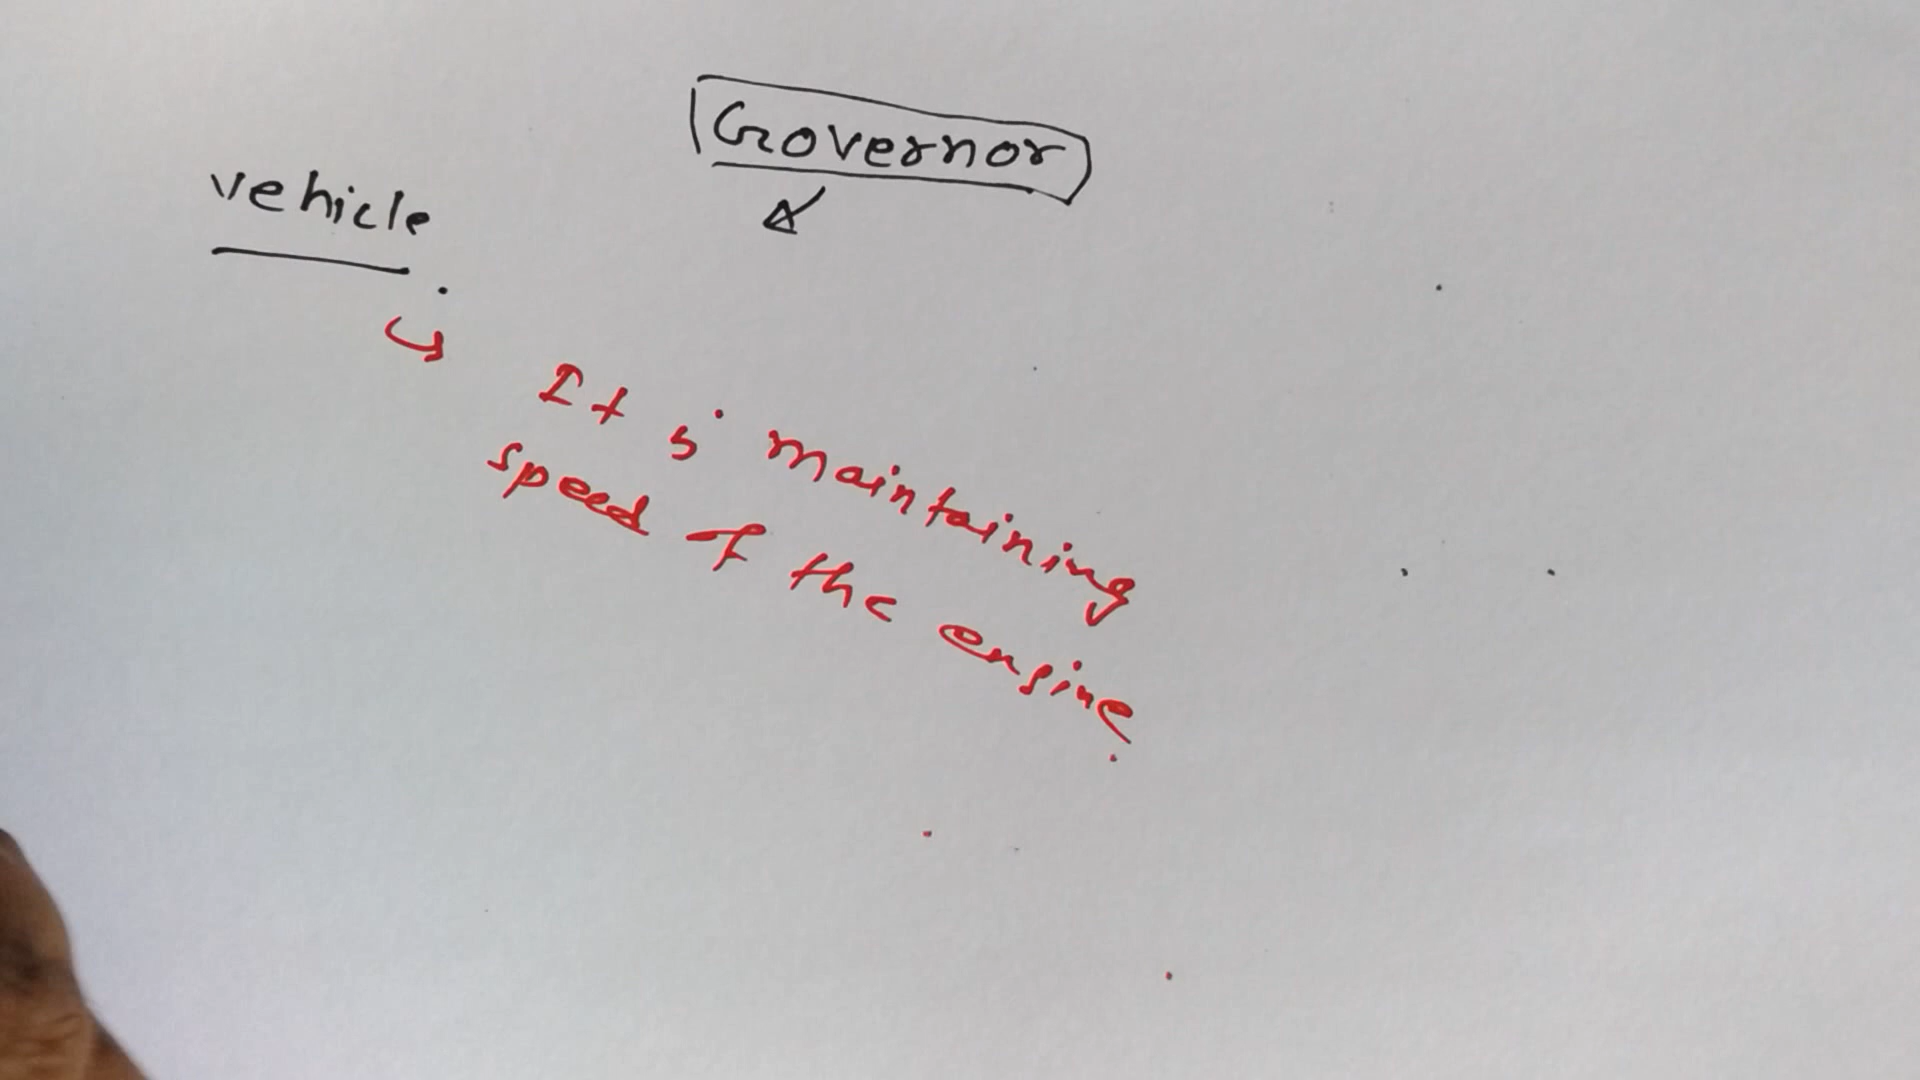 Governor
vehicle
It is maintaining
speed of the engine.